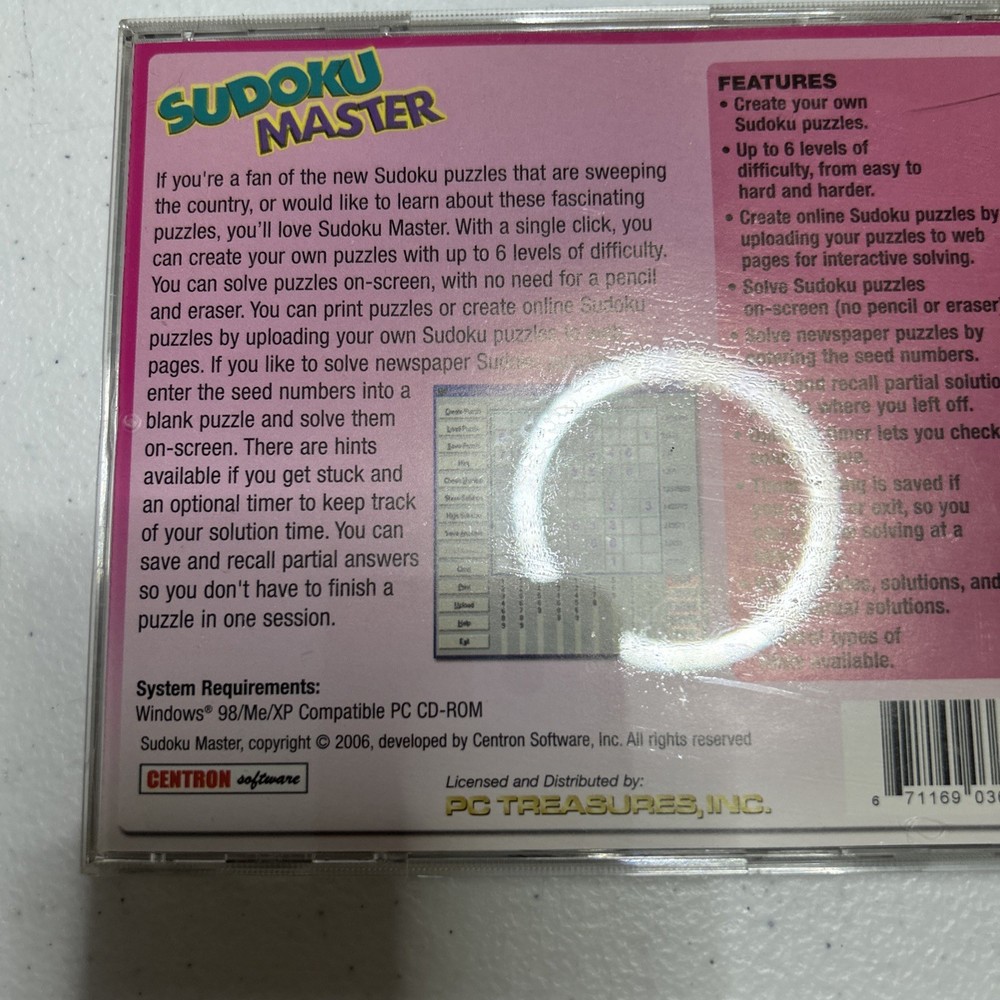 SUDOKU
MASTER
If you're a fan of the new Sudoku puzzles that are sweeping
the country, or would like to learn about these fascinating
puzzles, you'll love Sudoku Master. With a single click, you
can create your own puzzles with up to 6 levels of difficulty.
You can solve puzzles on-screen, with no need for a pencil
and eraser. You can print puzzles or create online Sudoku
puzzles by uploading your own Sudoku puzzles to web
pages. If you like to solve newspaper
enter the seed numbers into a
blank puzzle and solve them
on-screen. There are hints
available if you get stuck and
an optional timer to keep track
of your solution time. You can
save and recall partial answers
so you don't have to finish a
puzzle in one session.
Print
Upload
Help
Exit
System Requirements:
Windows® 98/Me/XP Compatible PC CD-ROM
Sudoku Master, copyright © 2006, developed by Centron Software, Inc. All rights reserved
CENTRON software
Licensed and Distributed by:
PC TREASURES, INC.
FEATURES
• Create your own
Sudoku puzzles.
• Up to 6 levels of
difficulty, from easy to
hard and harder.
• Create online Sudoku puzzles by
uploading your puzzles to web
pages for interactive solving.
• Solve Sudoku puzzles
on-screen (no pencil or eraser
• Solve newspaper puzzles by
entering the seed numbers.
and recall partial
where you left off.
timer lets you check
is saved if
exit, so you
solving at a
solutions, and
solutions.
types of
available.
6 71169 03